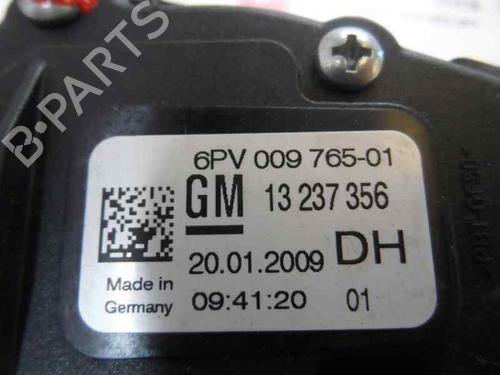 6PV 009 765-01
GM 13 237 356
20.01.2009 DH
Made in
Germany 09:41:20 01
B-PARTS